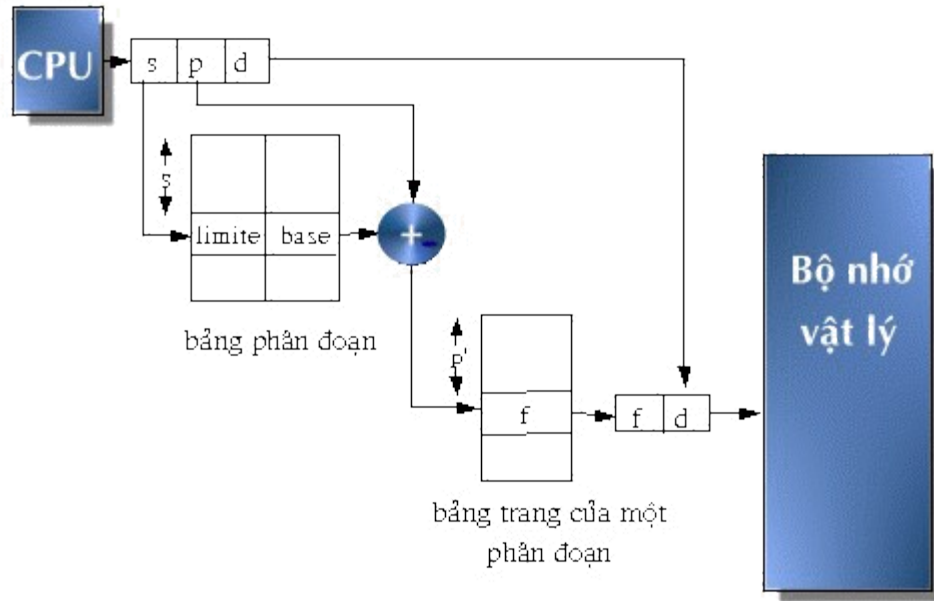 CPU
s p d
s
limite base
+
bảng phân đoạn
p'
f
f d
bảng trang của một
phân đoạn
Bộ nhớ
vật lý